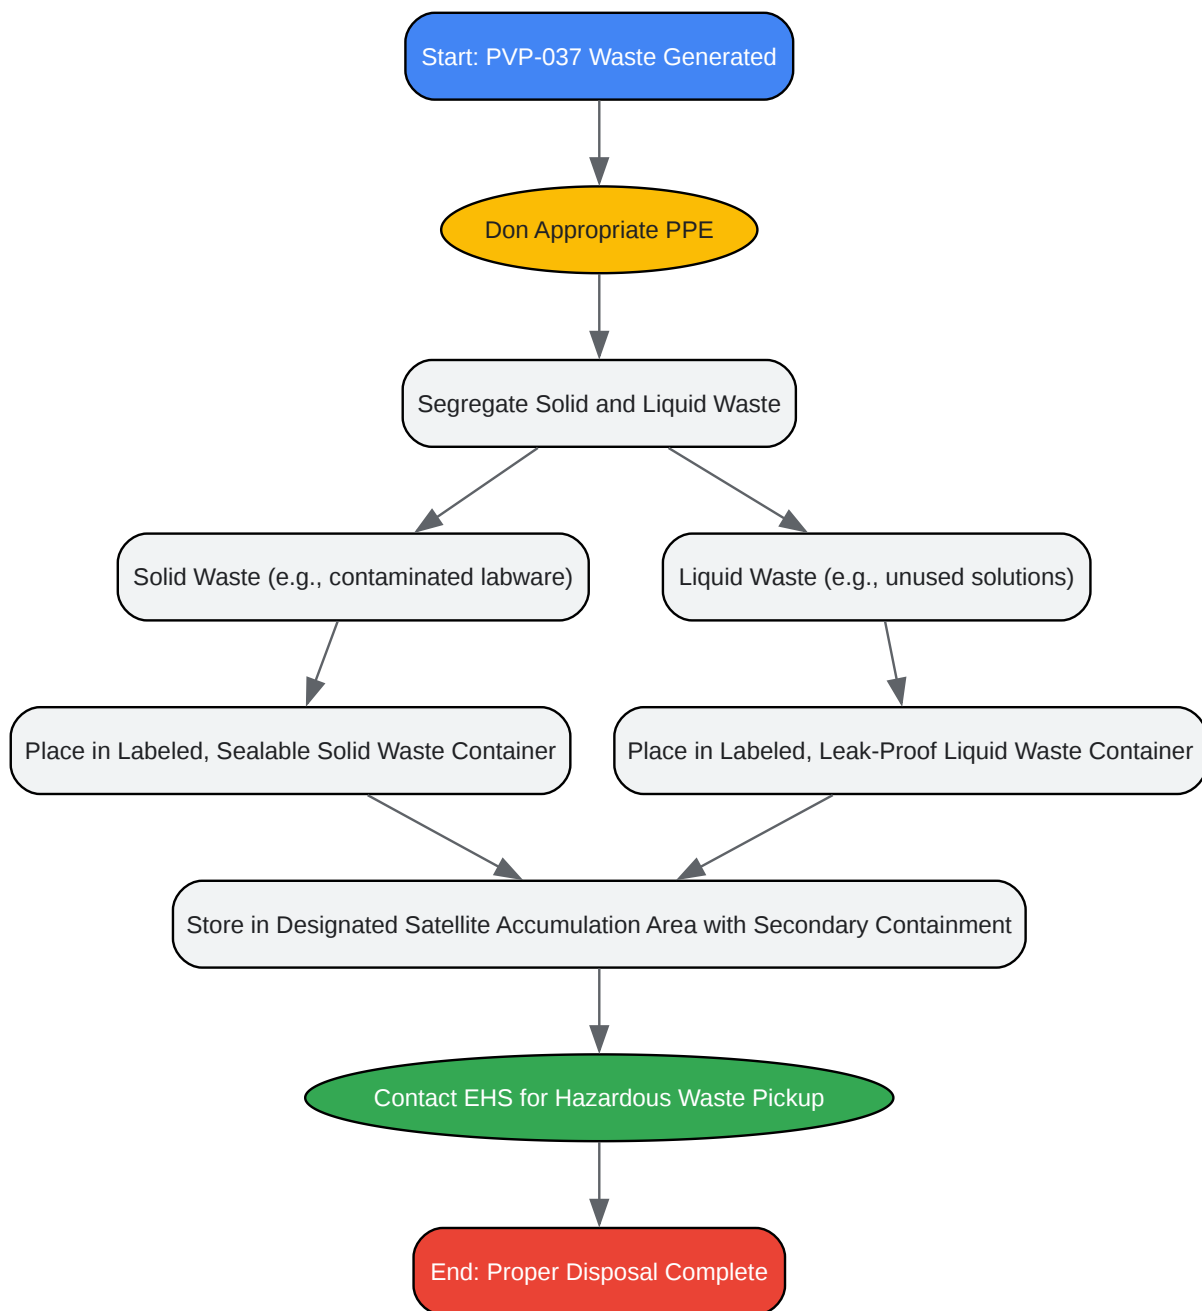 Start: PVP-037 Waste Generated
Don Appropriate PPE
Segregate Solid and Liquid Waste
Solid Waste (e.g., contaminated labware)
Liquid Waste (e.g., unused solutions)
Place in Labeled, Sealable Solid Waste Container
Place in Labeled, Leak-Proof Liquid Waste Container
Store in Designated Satellite Accumulation Area with Secondary Containment
Contact EHS for Hazardous Waste Pickup
End: Proper Disposal Complete